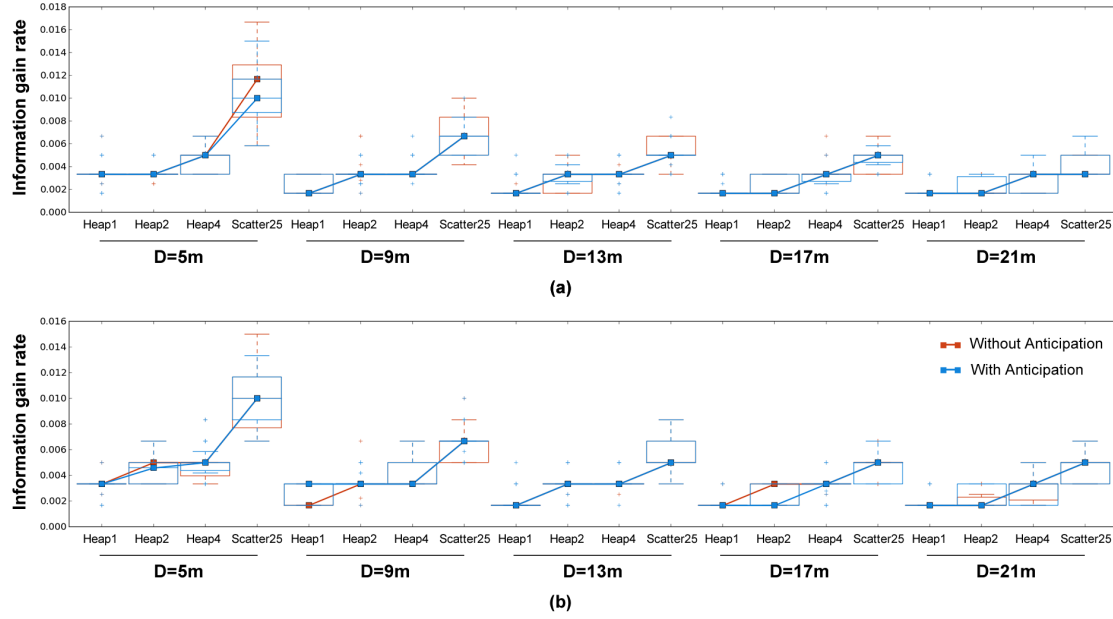 0.018
0.016
0.014
0.012
0.010
0.008
0.006
0.004
0.002
0.000
Information gain rate
Heap1 Heap2 Heap4 Scatter25 Heap1 Heap2 Heap4 Scatter25 Heap1 Heap2 Heap4 Scatter25 Heap1 Heap2 Heap4 Scatter25 Heap1 Heap2 Heap4 Scatter25
D=5m D=9m D=13m D=17m D=21m
(a)
0.016
0.014
0.012
0.010
0.008
0.006
0.004
0.002
0.000
Information gain rate
Without Anticipation
With Anticipation
Heap1 Heap2 Heap4 Scatter25 Heap1 Heap2 Heap4 Scatter25 Heap1 Heap2 Heap4 Scatter25 Heap1 Heap2 Heap4 Scatter25 Heap1 Heap2 Heap4 Scatter25
D=5m D=9m D=13m D=17m D=21m
(b)